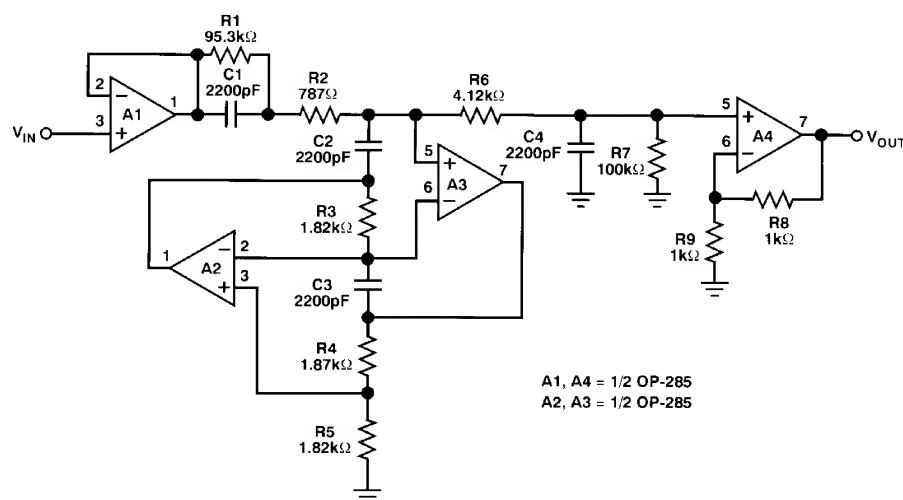 R1
95.3kΩ
C1
2200pF
2
3
A1
1
VIN
R2
787Ω
R6
4.12kΩ
C2
2200pF
C4
2200pF
R7
100kΩ
5
6
A4
7
VOUT
R8
1kΩ
R9
1kΩ
5
6
A3
7
R3
1.82kΩ
1
A2
2
3
C3
2200pF
R4
1.87kΩ
R5
1.82kΩ
A1, A4 = 1/2 OP-285
A2, A3 = 1/2 OP-285